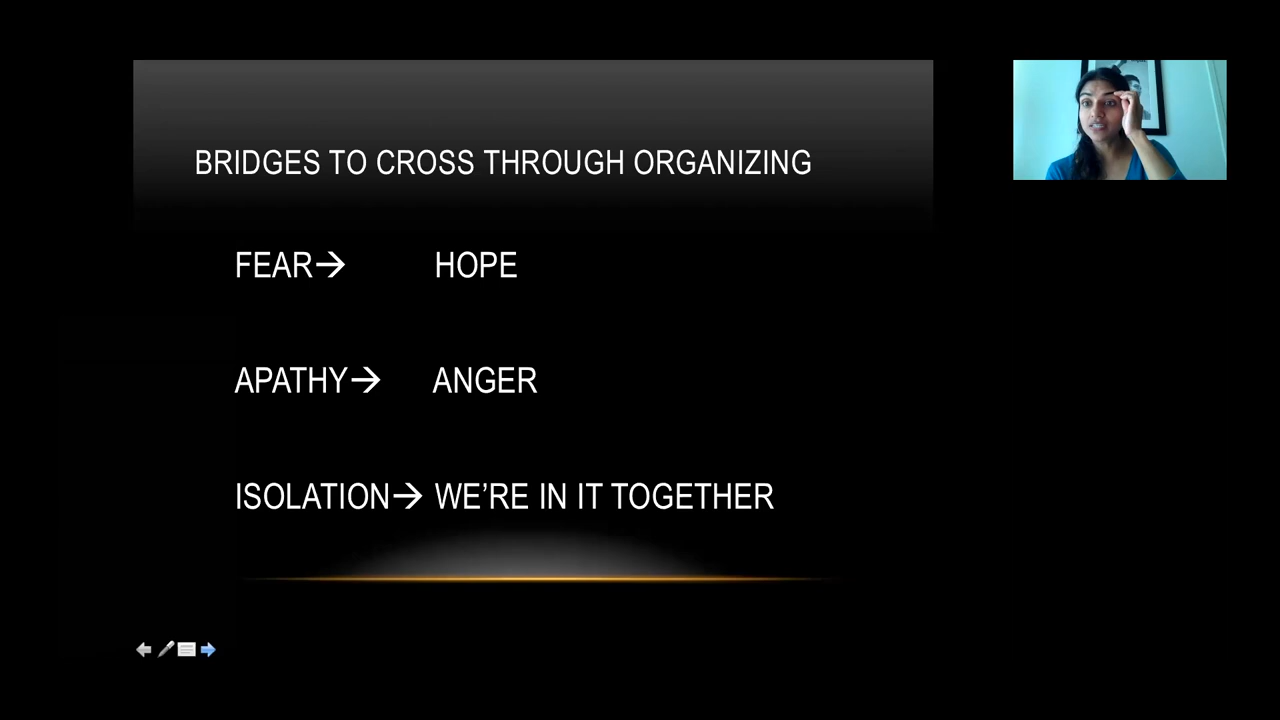 BRIDGES TO CROSS THROUGH ORGANIZING
FEAR→ HOPE
APATHY→ ANGER
ISOLATION→ WE'RE IN IT TOGETHER